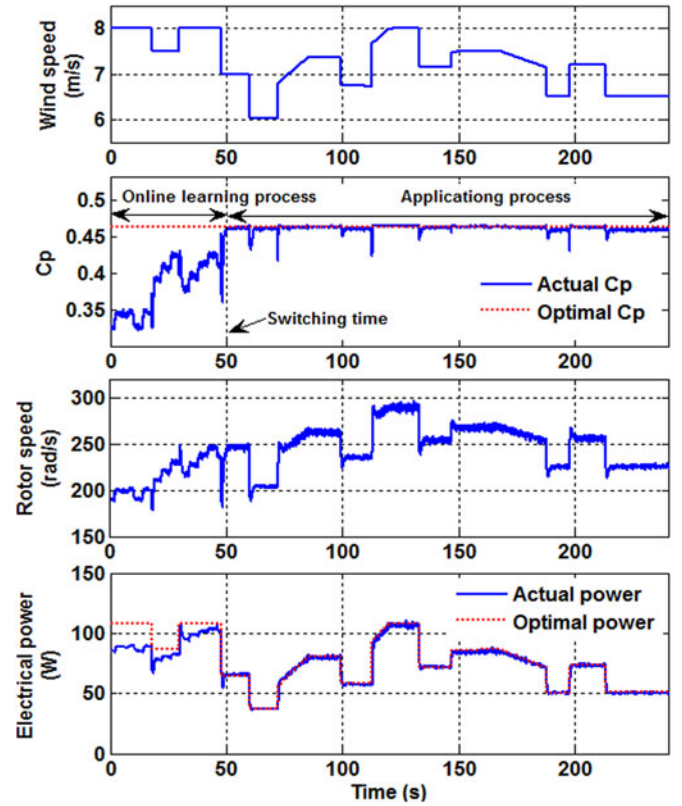 Wind speed
(m/s)
8
7
6
0
50
100
150
200
Cp
0.5
0.45
0.4
0.35
Online learning process
Applicationg process
Actual Cp
Optimal Cp
Switching time
0
50
100
150
200
Rotor speed
(rad/s)
300
250
200
150
0
50
100
150
200
Electrical power
(W)
150
100
50
0
Actual power
Optimal power
0
50
100
150
200
Time (s)